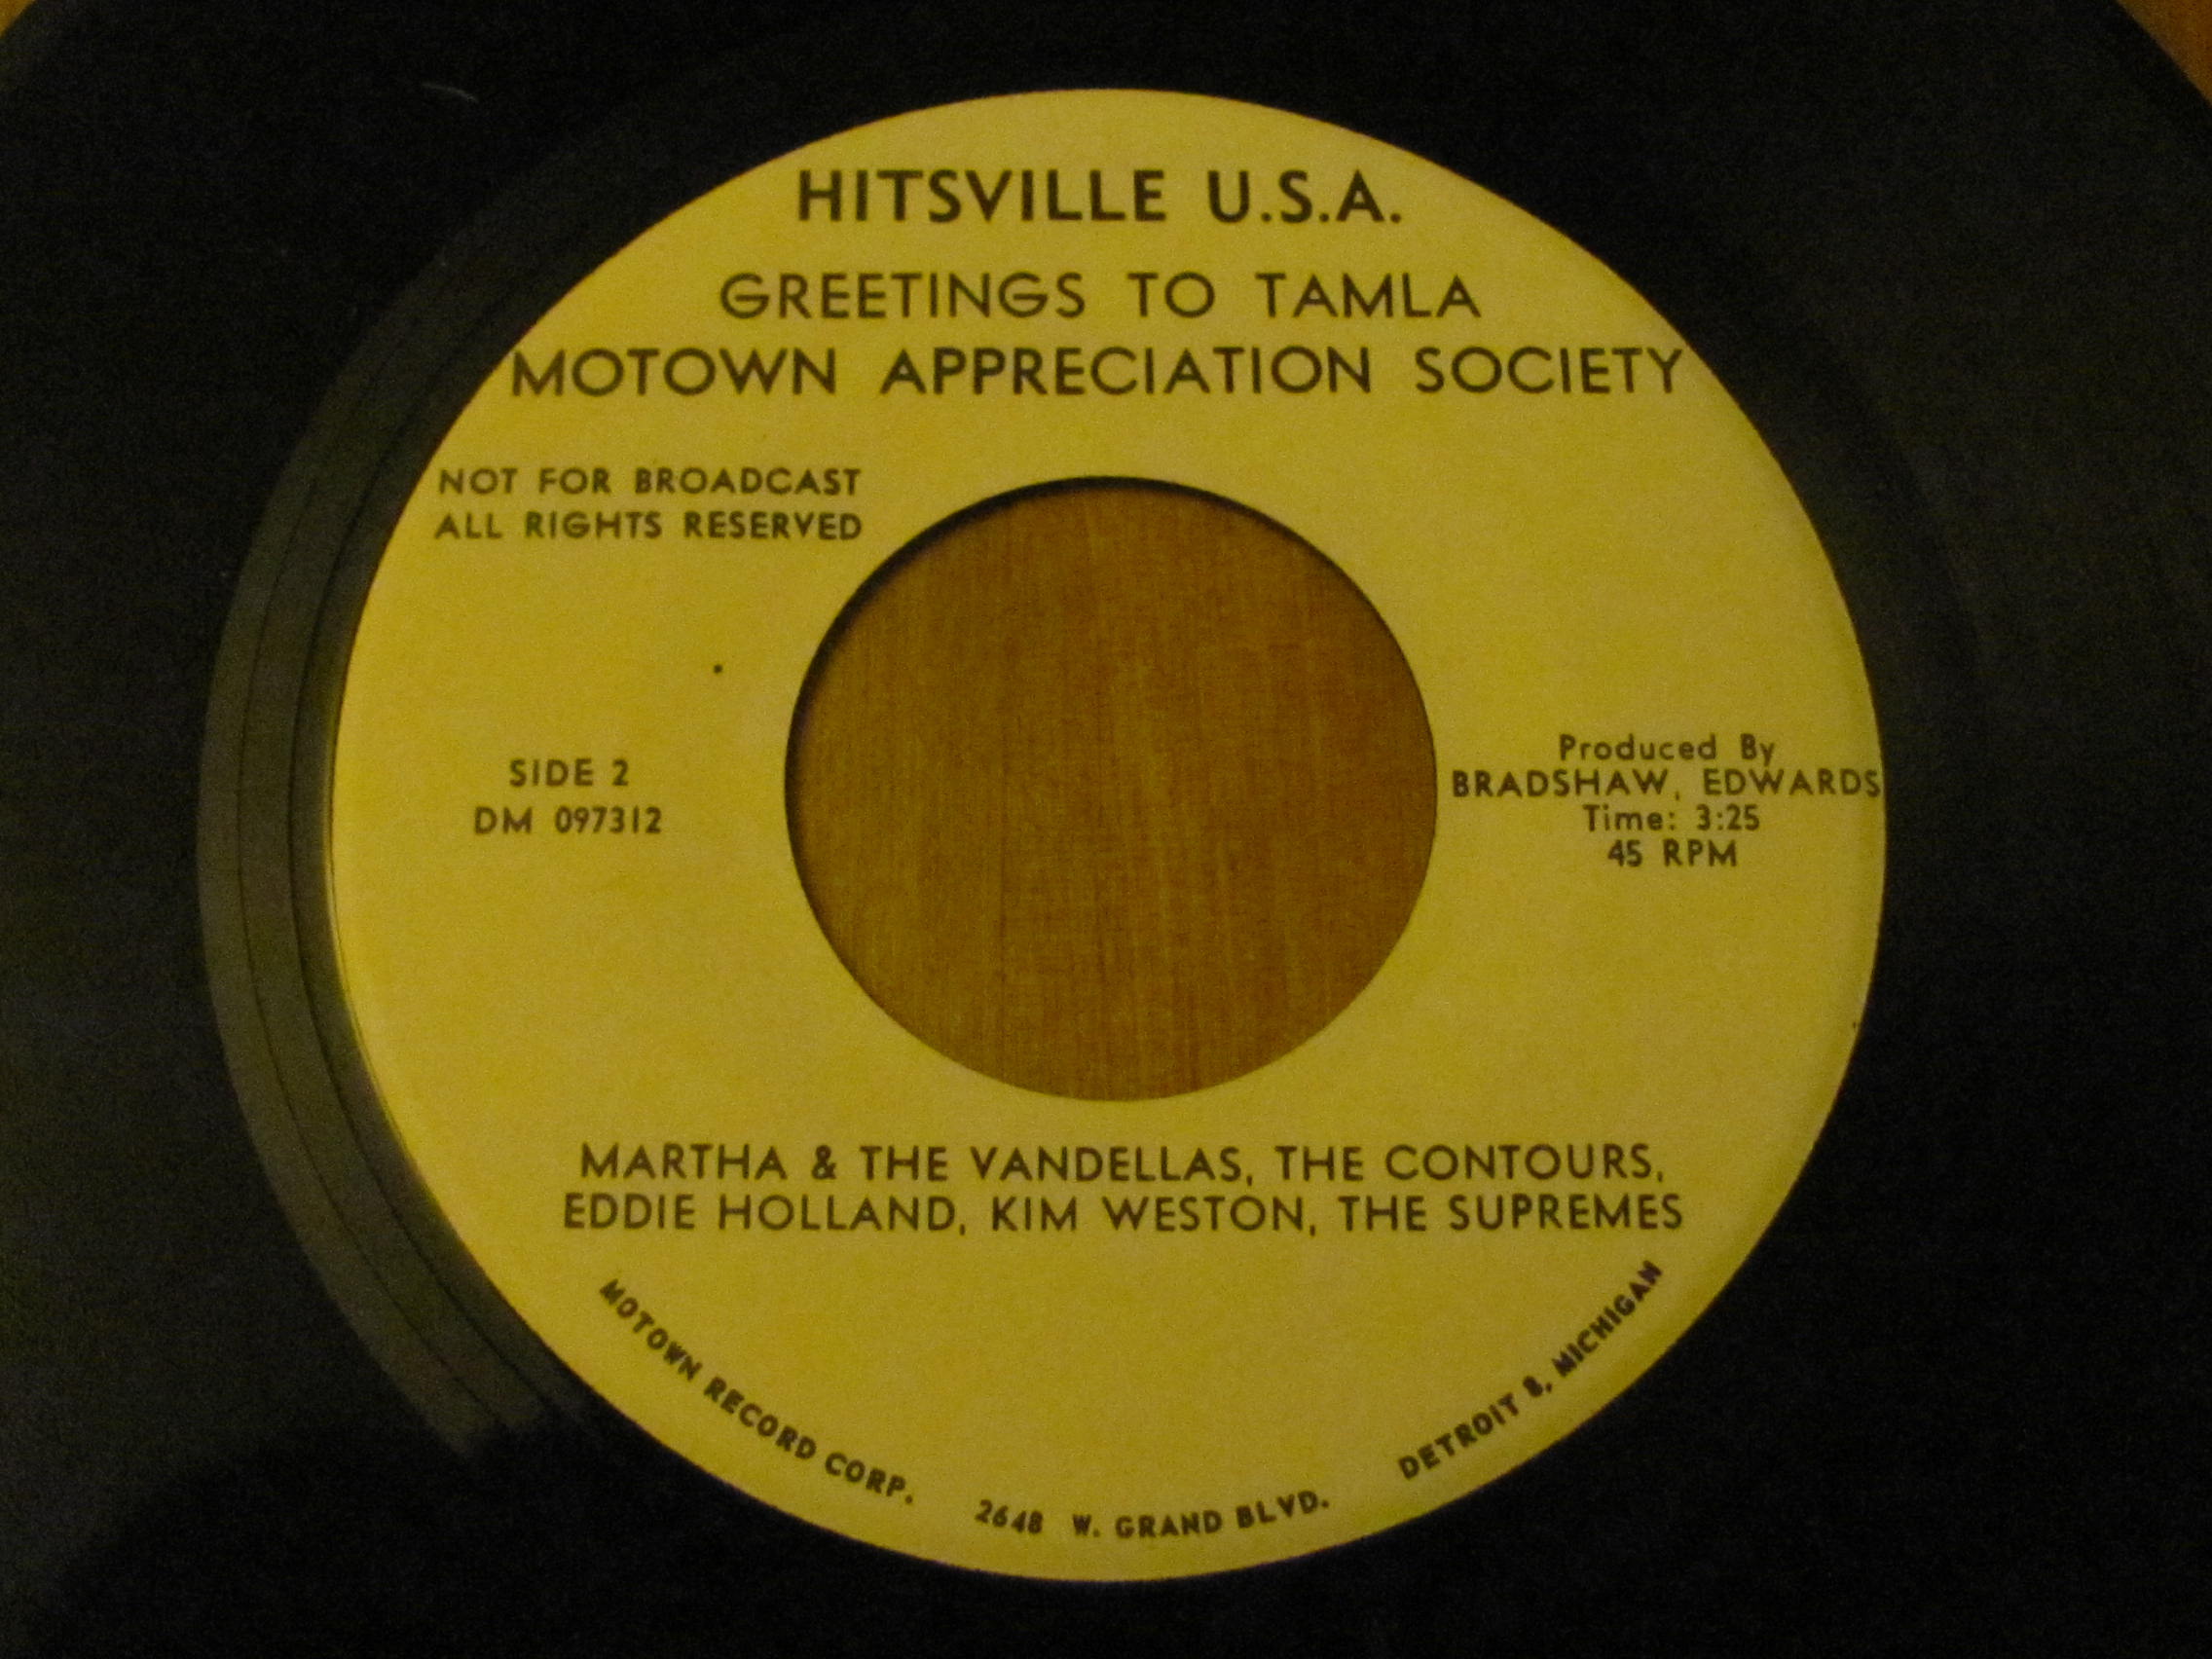 HITSVILLE U.S.A.
GREETINGS TO TAMLA
MOTOWN APPRECIATION SOCIETY
NOT FOR BROADCAST
ALL RIGHTS RESERVED
SIDE 2
DM 097312
Produced By
BRADSHAW, EDWARDS
Time: 3:25
45 RPM
MARTHA & THE VANDELLAS, THE CONTOURS,
EDDIE HOLLAND, KIM WESTON, THE SUPREMES
MOTOWN RECORD CORP. 2648 W. GRAND BLVD. DETROIT 8, MICHIGAN